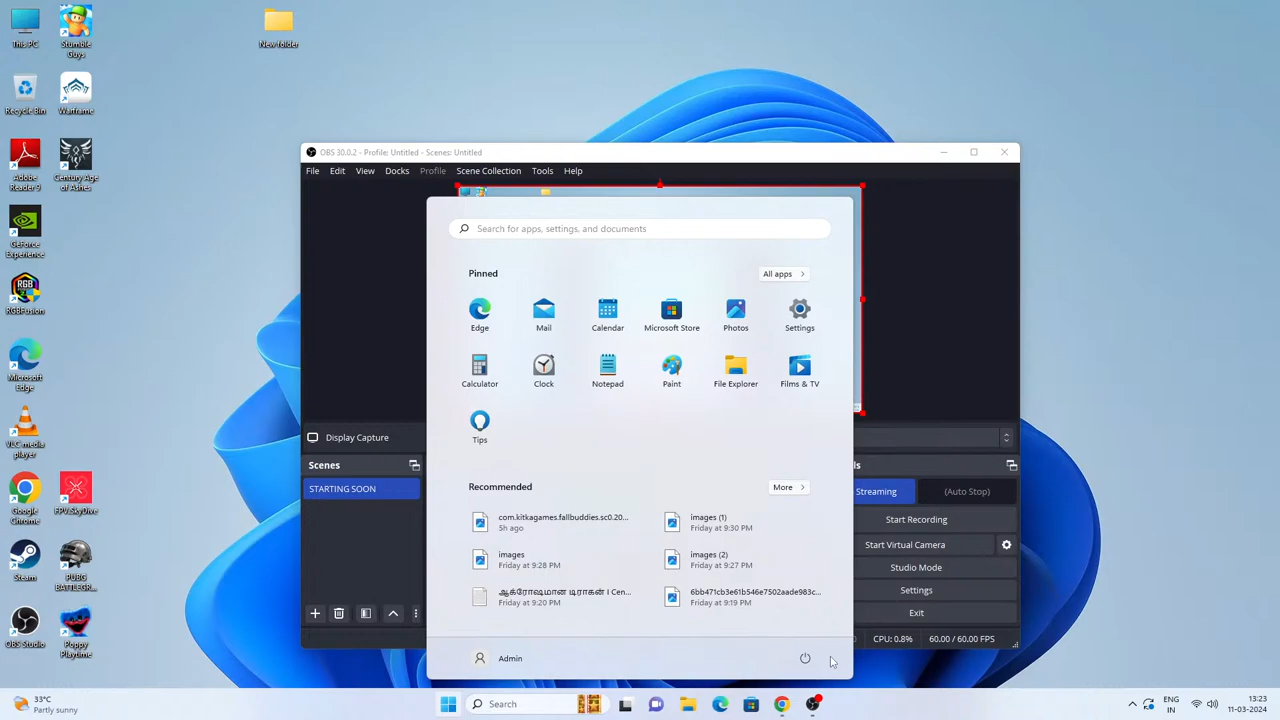 This PC
Stumble
Guys
New folder
Recycle Bin
Warframe
Adobe
Reader 9
Century Age
of Ashes
GeForce
Experience
RGBFusion
Microsoft
Edge
VLC media
player
Google
Chrome
FPV.SkyDive
Steam
PUBG
BATTLEGR...
OBS Studio
Poppy
Playtime
OBS 30.0.2 - Profile: Untitled - Scenes: Untitled
File Edit View Docks Profile Scene Collection Tools Help
Search for apps, settings, and documents
Pinned
All apps
Edge Mail Calendar Microsoft Store Photos Settings
Calculator Clock Notepad Paint File Explorer Films & TV
Tips
Recommended
More
com.kitkagames.fallbuddies.sc0.20...
5h ago
images (1)
Friday at 9:30 PM
images
Friday at 9:28 PM
images (2)
Friday at 9:27 PM
ஆக்ரோஷமான டிராகன் I Cen...
Friday at 9:20 PM
6bb471cb3e61b546e7502aade983c...
Friday at 9:19 PM
Admin
Display Capture
Scenes
STARTING SOON
Streaming
(Auto Stop)
Start Recording
Start Virtual Camera
Studio Mode
Settings
Exit
CPU: 0.8% 60.00 / 60.00 FPS
33°C
Partly sunny
Search
ENG
IN
13:23
11-03-2024